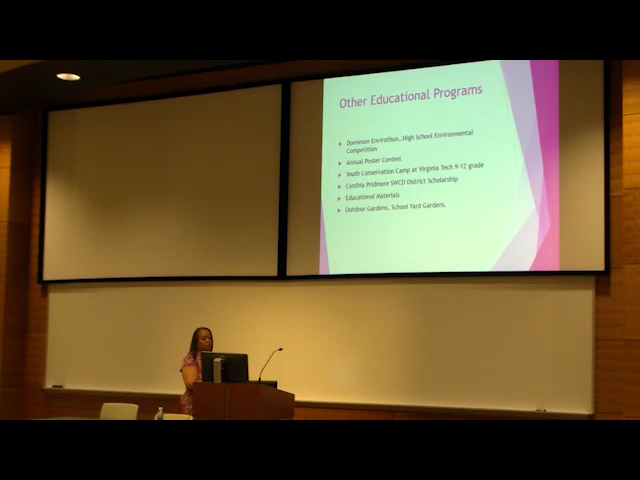 Other Educational Programs
Dominion Envirothon...High School Environmental
Competition
Annual Poster Contest
Youth Conservation Camp at Virginia Tech 9-12 grade
Cynthia Pridmore SWCD District Scholarship
Educational Materials
Outdoor Gardens. School Yard Gardens.